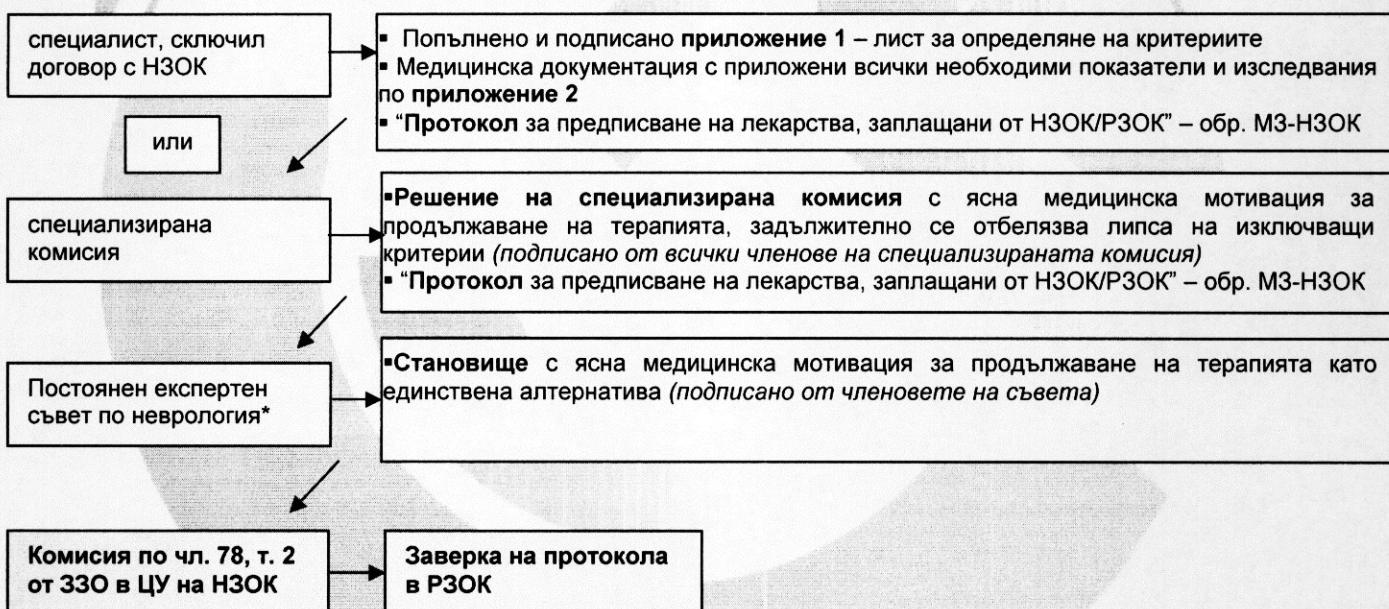 специалист, сключил
договор с НЗОК
▪ Попълнено и подписано приложение 1 – лист за определяне на критериите
▪ Медицинска документация с приложени всички необходими показатели и изследвания
по приложение 2
▪ “Протокол за предписване на лекарства, заплащани от НЗОК/РЗОК” – обр. МЗ-НЗОК
или
специализирана
комисия
▪Решение на специализирана комисия с ясна медицинска мотивация за
продължаване на терапията, задължително се отбелязва липса на изключващи
критерии (подписано от всички членове на специализираната комисия)
▪ “Протокол за предписване на лекарства, заплащани от НЗОК/РЗОК” – обр. МЗ-НЗОК
Постоянен експертен
съвет по неврология*
▪Становище с ясна медицинска мотивация за продължаване на терапията като
единствена алтернатива (подписано от членовете на съвета)
Комисия по чл. 78, т. 2
от ЗЗО в ЦУ на НЗОК
Заверка на протокола
в РЗОК